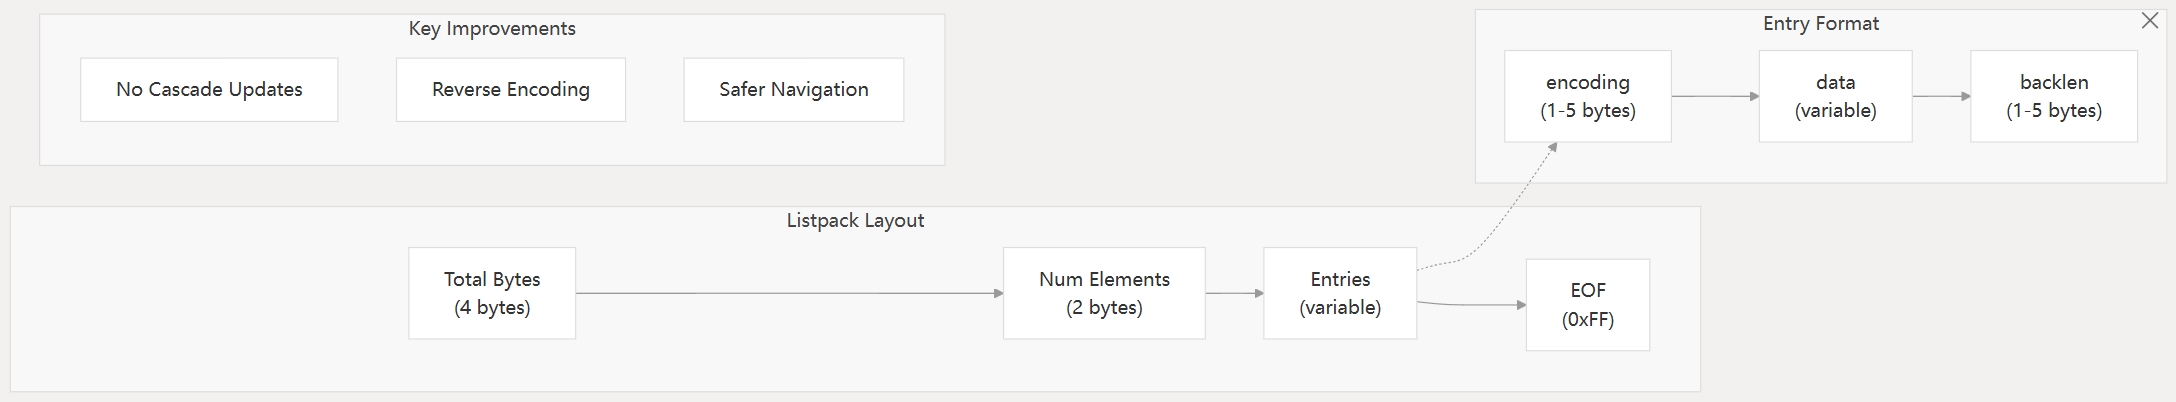 Key Improvements
No Cascade Updates
Reverse Encoding
Safer Navigation
Entry Format
encoding
(1-5 bytes)
data
(variable)
backlen
(1-5 bytes)
Listpack Layout
Total Bytes
(4 bytes)
Num Elements
(2 bytes)
Entries
(variable)
EOF
(0xFF)